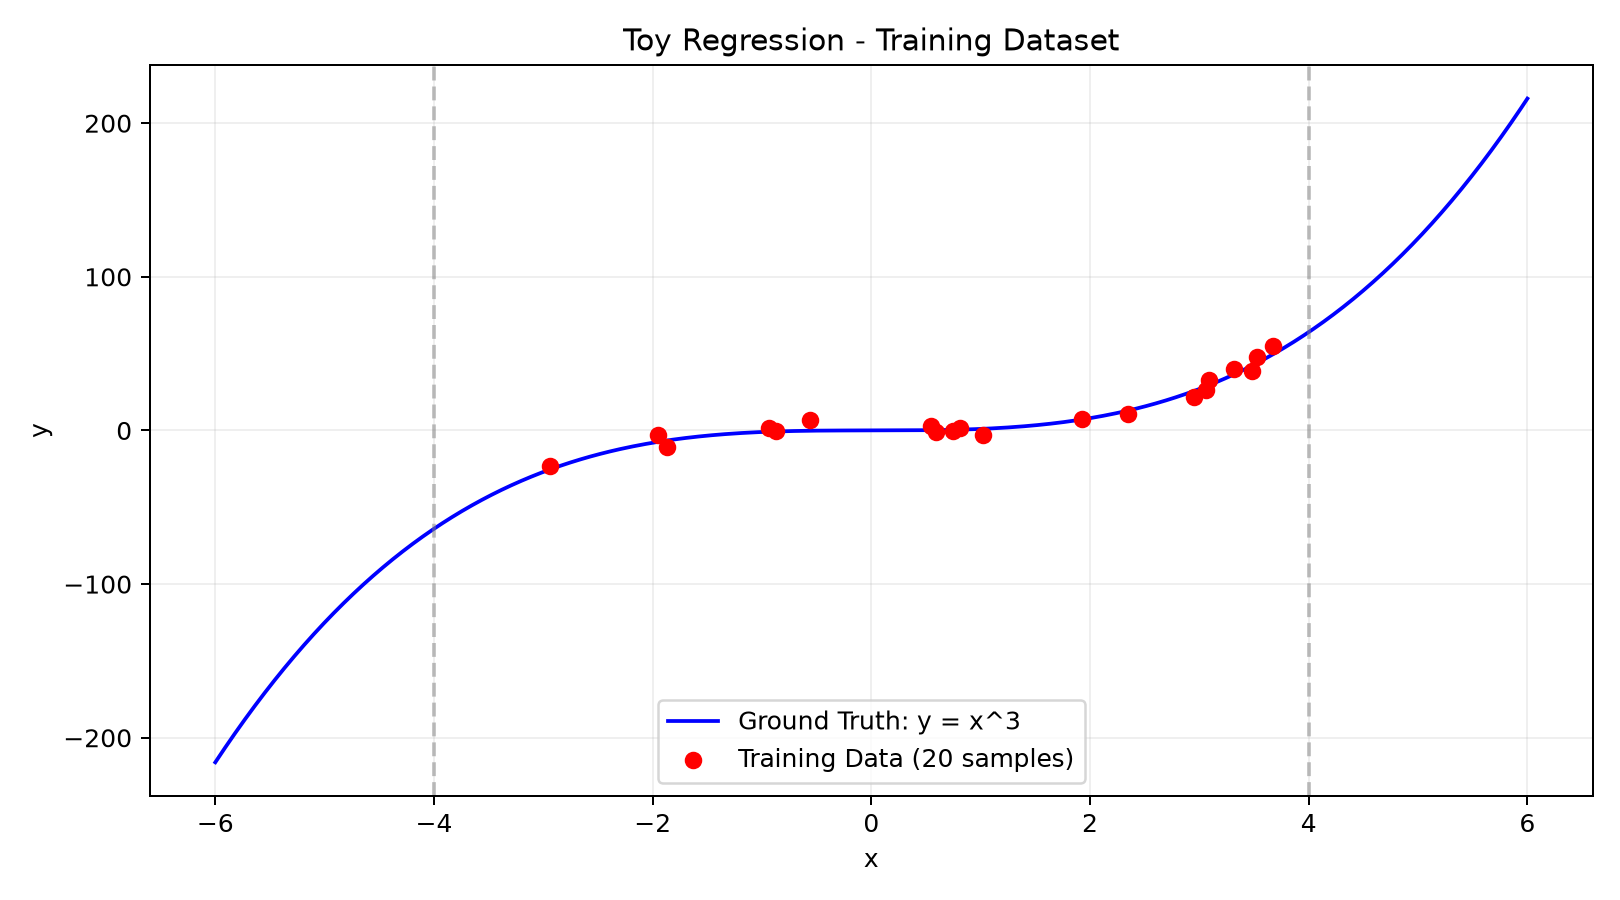 Toy Regression - Training Dataset
200
100
0
−100
−200
y
Ground Truth: y = x^3
Training Data (20 samples)
−6
−4
−2
0
2
4
6
x